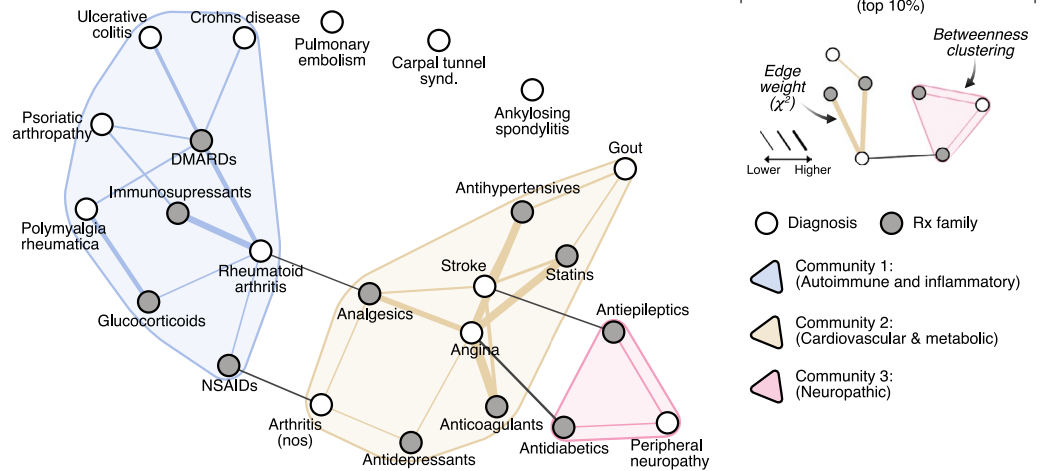 Ulcerative
colitis
Crohns disease
Pulmonary
embolism
Carpal tunnel
synd.
Ankylosing
spondylitis
Psoriatic
arthropathy
DMARDs
Immunosupressants
Polymyalgia
rheumatica
Rheumatoid
arthritis
Glucocorticoids
NSAIDs
Gout
Antihypertensives
Statins
Stroke
Analgesics
Angina
Antiepileptics
Arthritis
(nos)
Anticoagulants
Antidepressants
Antidiabetics
Peripheral
neuropathy
(top 10%)
Betweenness
clustering
Edge
weight
(χ²)
Lower Higher
Diagnosis Rx family
Community 1:
(Autoimmune and inflammatory)
Community 2:
(Cardiovascular & metabolic)
Community 3:
(Neuropathic)